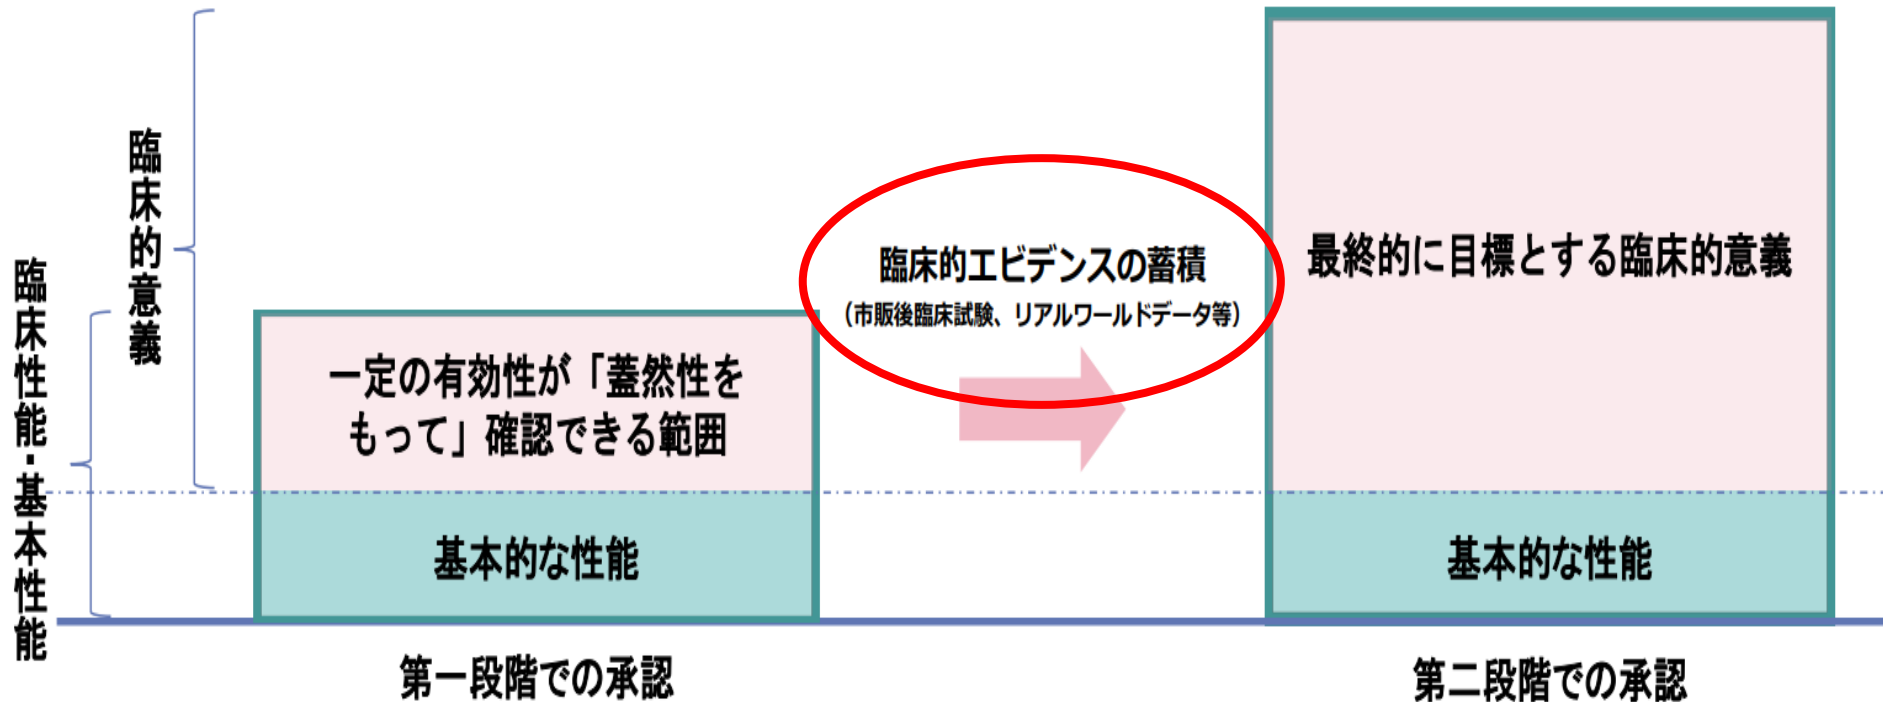 臨床的意義
臨床性能・基本性能
一定の有効性が「蓋然性を
もって」確認できる範囲
基本的な性能
第一段階での承認
臨床的エビデンスの蓄積
（市販後臨床試験、リアルワールドデータ等）
最終的に目標とする臨床的意義
基本的な性能
第二段階での承認